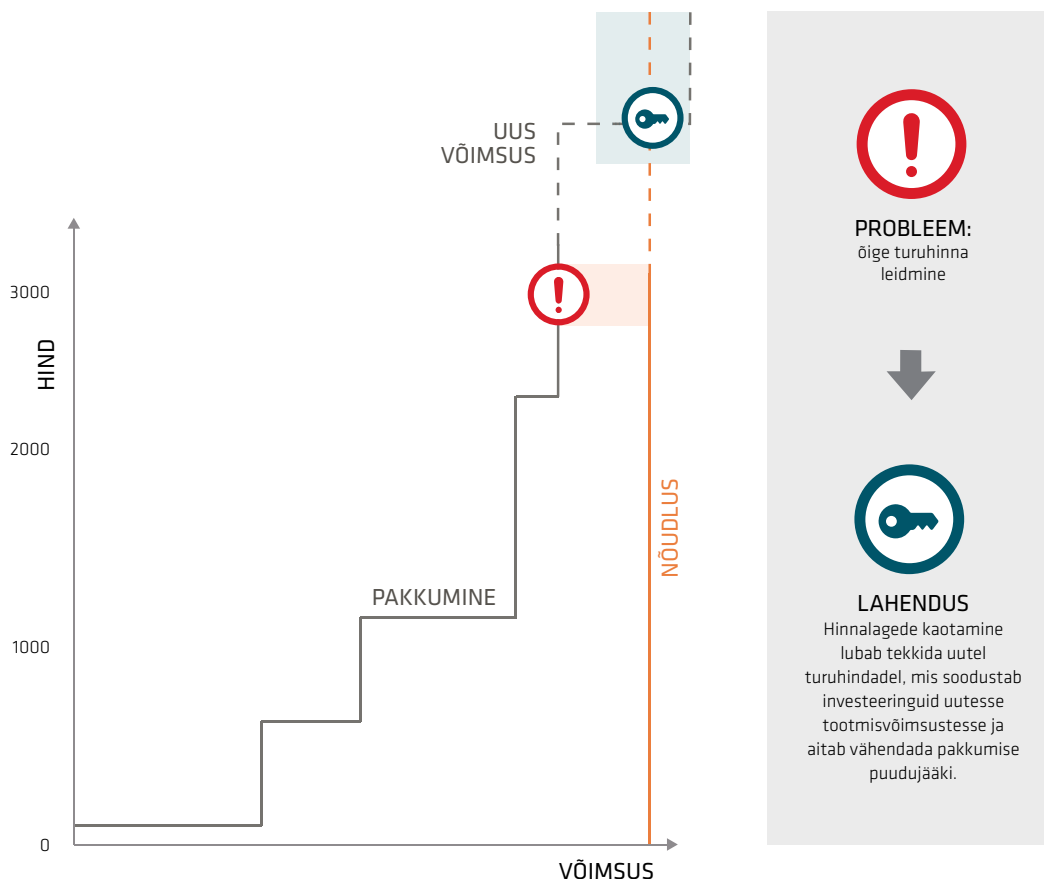 UUS
VÕIMSUS
3000
HIND
2000
NÕUDLUS
PAKKUMINE
1000
0
VÕIMSUS
PROBLEEM:
õige turuhinna
leidmine
LAHENDUS
Hinnalagede kaotamine
lubab tekkida uutel
turuhindadel, mis soodustab
investeeringuid uutesse
tootmisvõimsustesse ja
aitab vähendada pakkumise
puudujääki.